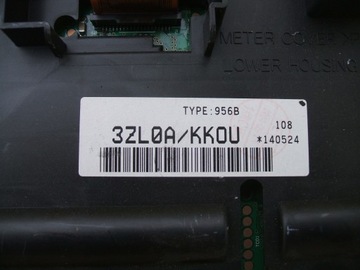 METER COVER
LOWER HOUSING
TYPE:956B
3ZL0A/KK0U
108
*140524